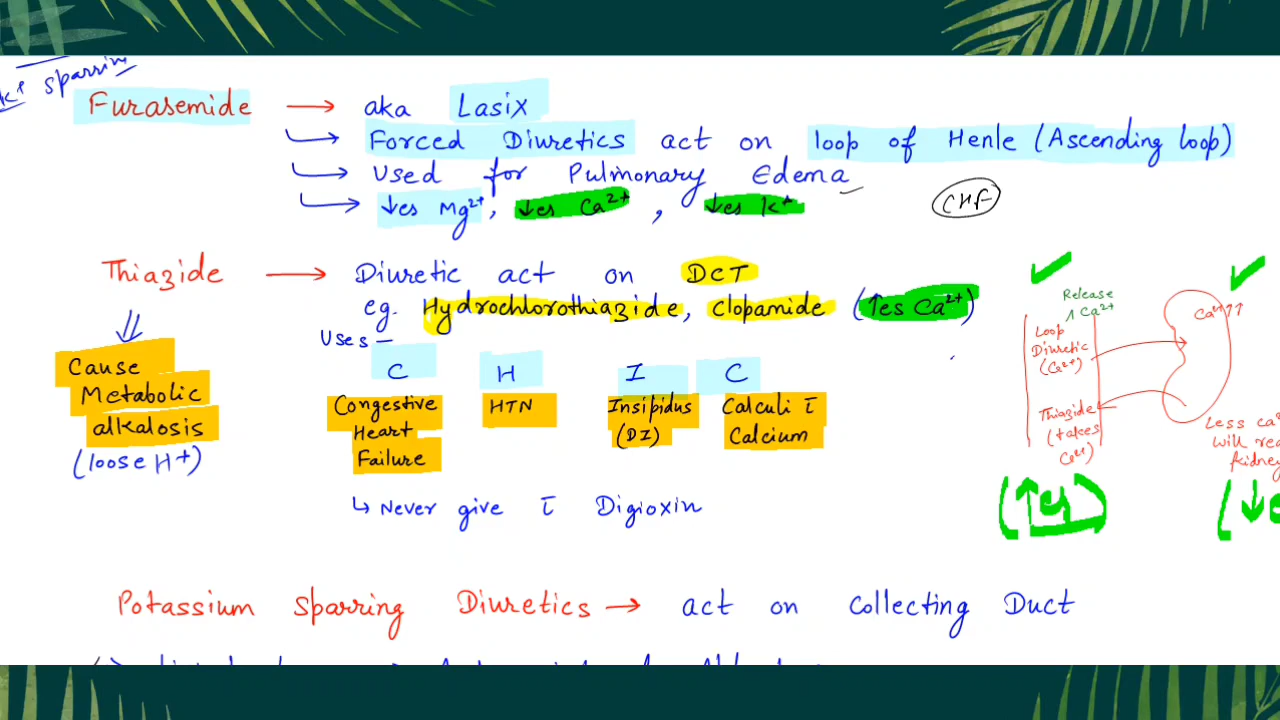 K+ sparrin
Furasemide → aka Lasix
↳ Forced Diuretics act on loop of Henle (Ascending loop)
↳ Used for Pulmonary Edema
↳ ↓es Mg2+, ↓es Ca2+, ↓es K+
CHF
Thiazide → Diuretic act on DCT
eg. Hydrochlorothiazide, clopamide (↑es Ca2+)
Uses –
C H I C
Congestive Heart Failure
HTN
Insipidus (DI)
Calculi c̄ Calcium
↳ Never give c̄ Digioxin
⇓
Cause
Metabolic
alkalosis
(loose H+)
Release
↑ Ca2+
Loop
Diuretic
(Ca2+)
Thiazide
(takes
Ca2+)
(↑es)
Ca2+↑↑
Less ca
will rea
kidney
(↓e
Potassium Sparring Diuretics → act on Collecting Duct